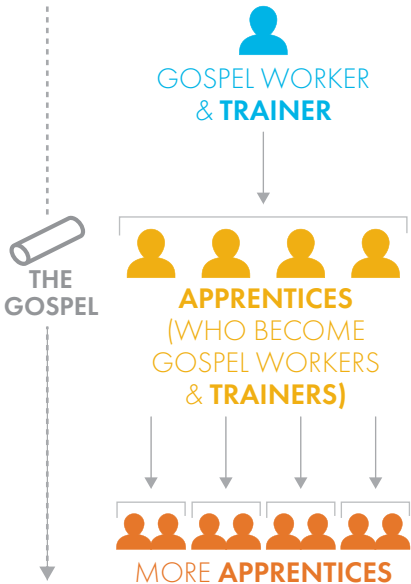 GOSPEL WORKER
& TRAINER
THE
GOSPEL
APPRENTICES
(WHO BECOME
GOSPEL WORKERS
& TRAINERS)
MORE APPRENTICES